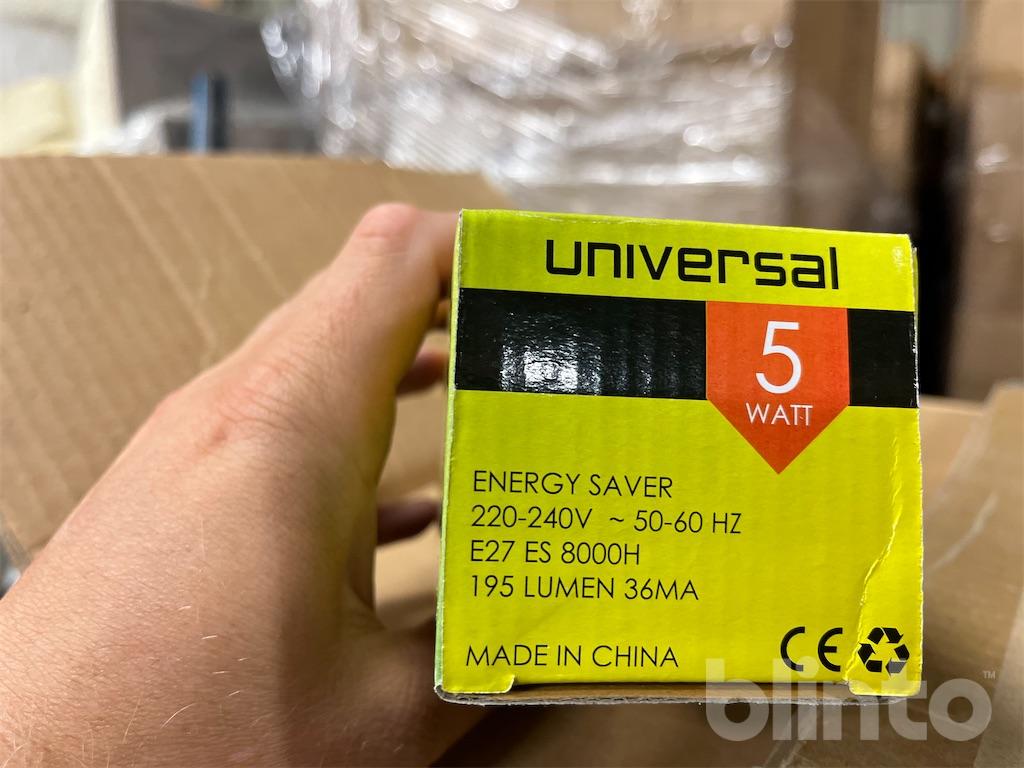 universal
5
WATT
ENERGY SAVER
220-240V ~ 50-60 HZ
E27 ES 8000H
195 LUMEN 36MA
MADE IN CHINA
CE
blinto™